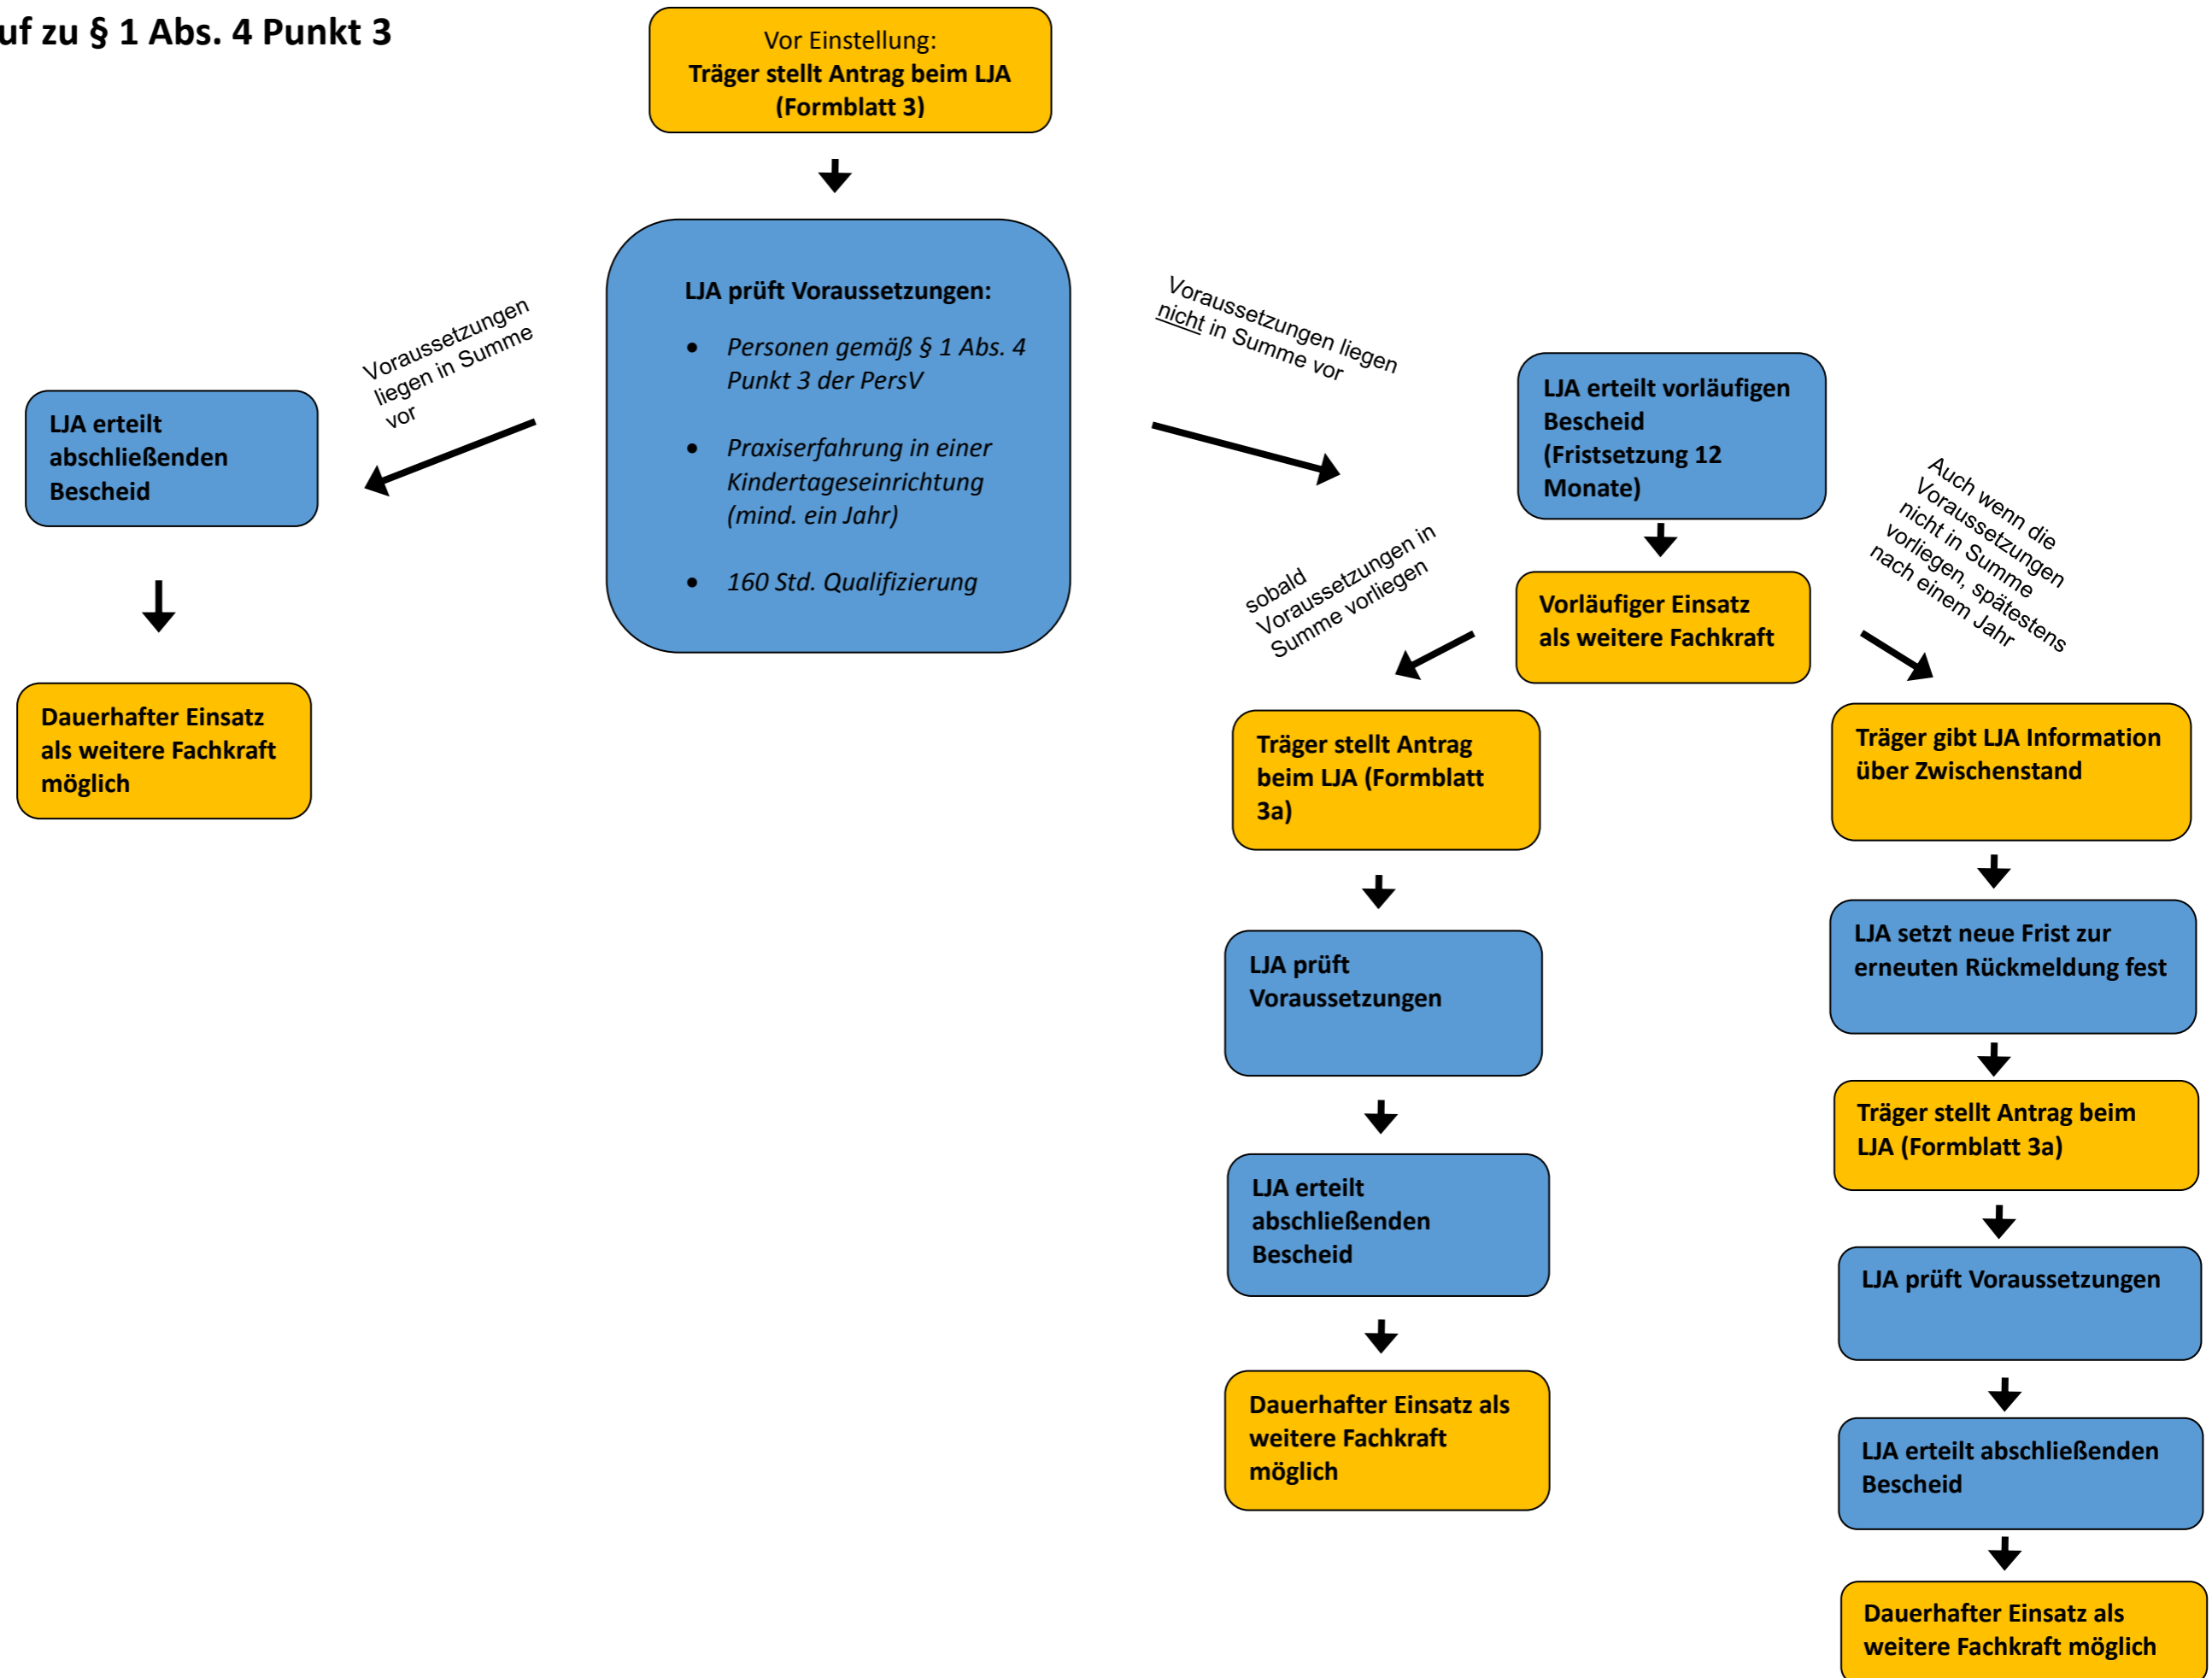 uf zu § 1 Abs. 4 Punkt 3
Vor Einstellung:
Träger stellt Antrag beim LJA
(Formblatt 3)
LJA prüft Voraussetzungen:
• Personen gemäß § 1 Abs. 4
Punkt 3 der PersV
• Praxiserfahrung in einer
Kindertageseinrichtung
(mind. ein Jahr)
• 160 Std. Qualifizierung
Voraussetzungen
liegen in Summe
vor
LJA erteilt
abschließenden
Bescheid
Dauerhafter Einsatz
als weitere Fachkraft
möglich
Voraussetzungen liegen
nicht in Summe vor
LJA erteilt vorläufigen
Bescheid
(Fristsetzung 12
Monate)
Vorläufiger Einsatz
als weitere Fachkraft
sobald
Voraussetzungen in
Summe vorliegen
Träger stellt Antrag
beim LJA (Formblatt
3a)
LJA prüft
Voraussetzungen
LJA erteilt
abschließenden
Bescheid
Dauerhafter Einsatz als
weitere Fachkraft
möglich
Auch wenn die
Voraussetzungen
nicht in Summe
vorliegen, spätestens
nach einem Jahr
Träger gibt LJA Information
über Zwischenstand
LJA setzt neue Frist zur
erneuten Rückmeldung fest
Träger stellt Antrag beim
LJA (Formblatt 3a)
LJA prüft Voraussetzungen
LJA erteilt abschließenden
Bescheid
Dauerhafter Einsatz als
weitere Fachkraft möglich